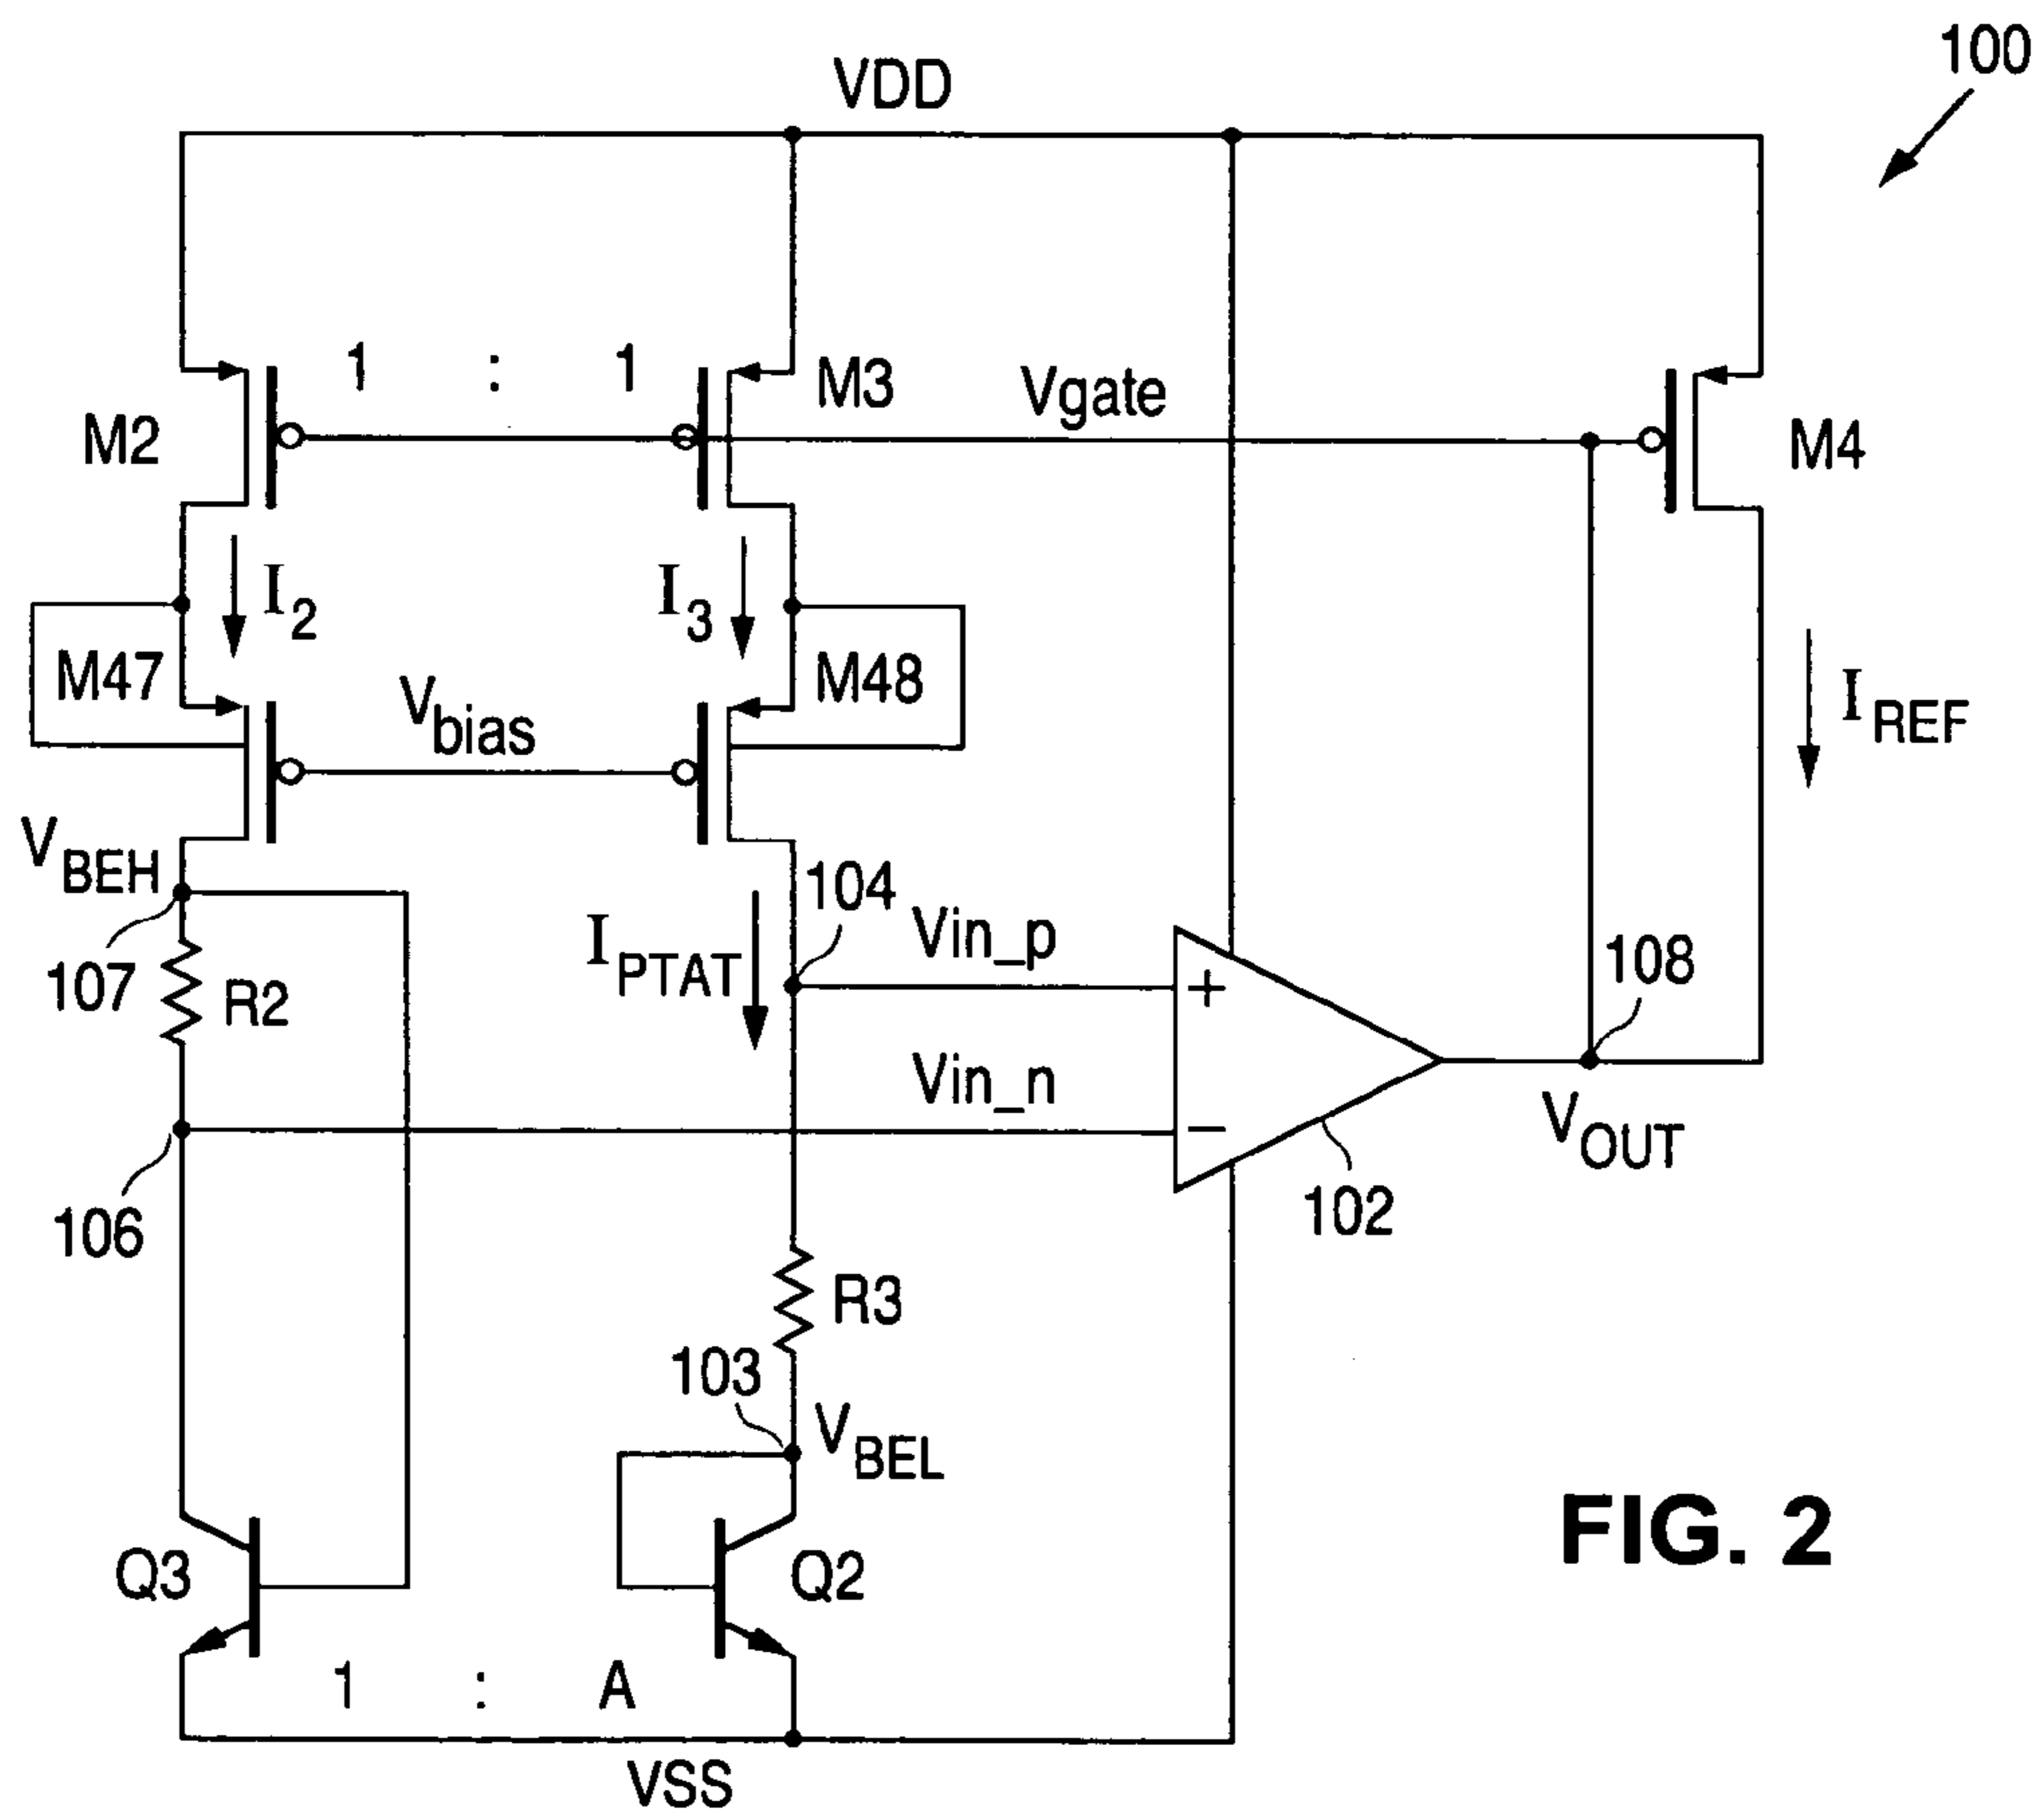 100
VDD
1 : 1
M3
Vgate
M2
M4
I2
I3
M47
M48
Vbias
IREF
VBEH
104
Vin_p
IPTAT
108
107
R2
+
Vin_n
−
VOUT
106
102
R3
103
VBEL
Q3
Q2
FIG. 2
1 : A
VSS